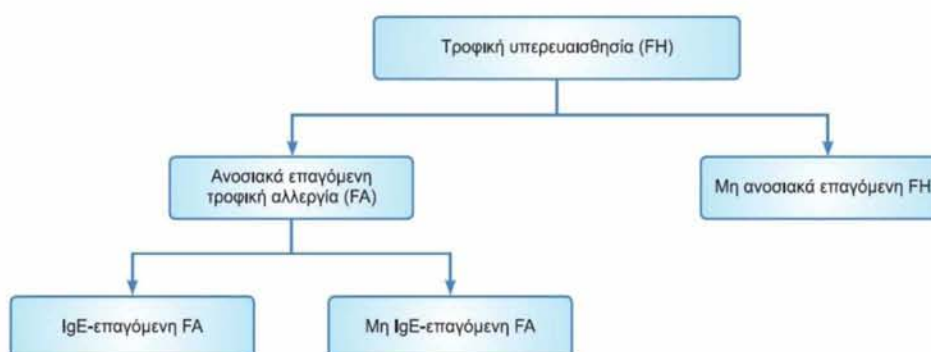 Τροφική υπερευαισθησία (FH)
Ανοσιακά επαγόμενη
τροφική αλλεργία (FA)
Μη ανοσιακά επαγόμενη FH
IgE-επαγόμενη FA
Μη IgE-επαγόμενη FA